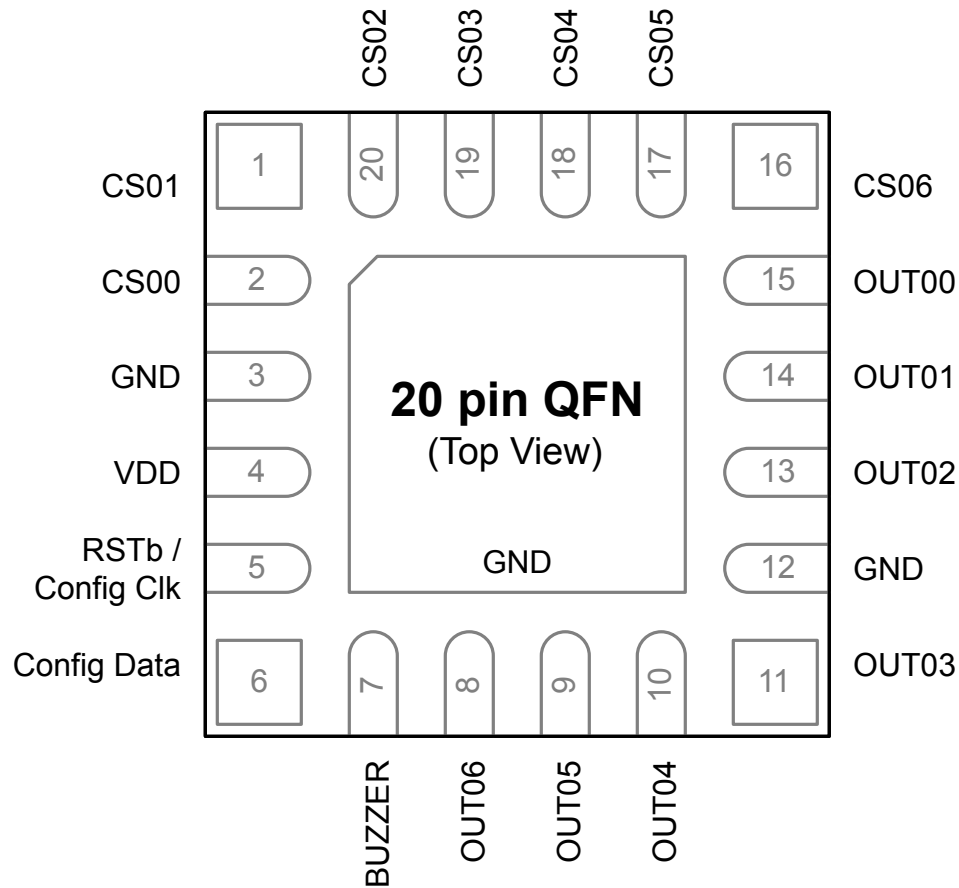 CS02
CS03
CS04
CS05
1
20
19
18
17
16
CS01
CS06
CS00
2
15
OUT00
GND
3
14
OUT01
20 pin QFN
(Top View)
VDD
4
13
OUT02
RSTb /
Config Clk
5
GND
12
GND
Config Data
6
7
8
9
10
11
OUT03
BUZZER
OUT06
OUT05
OUT04